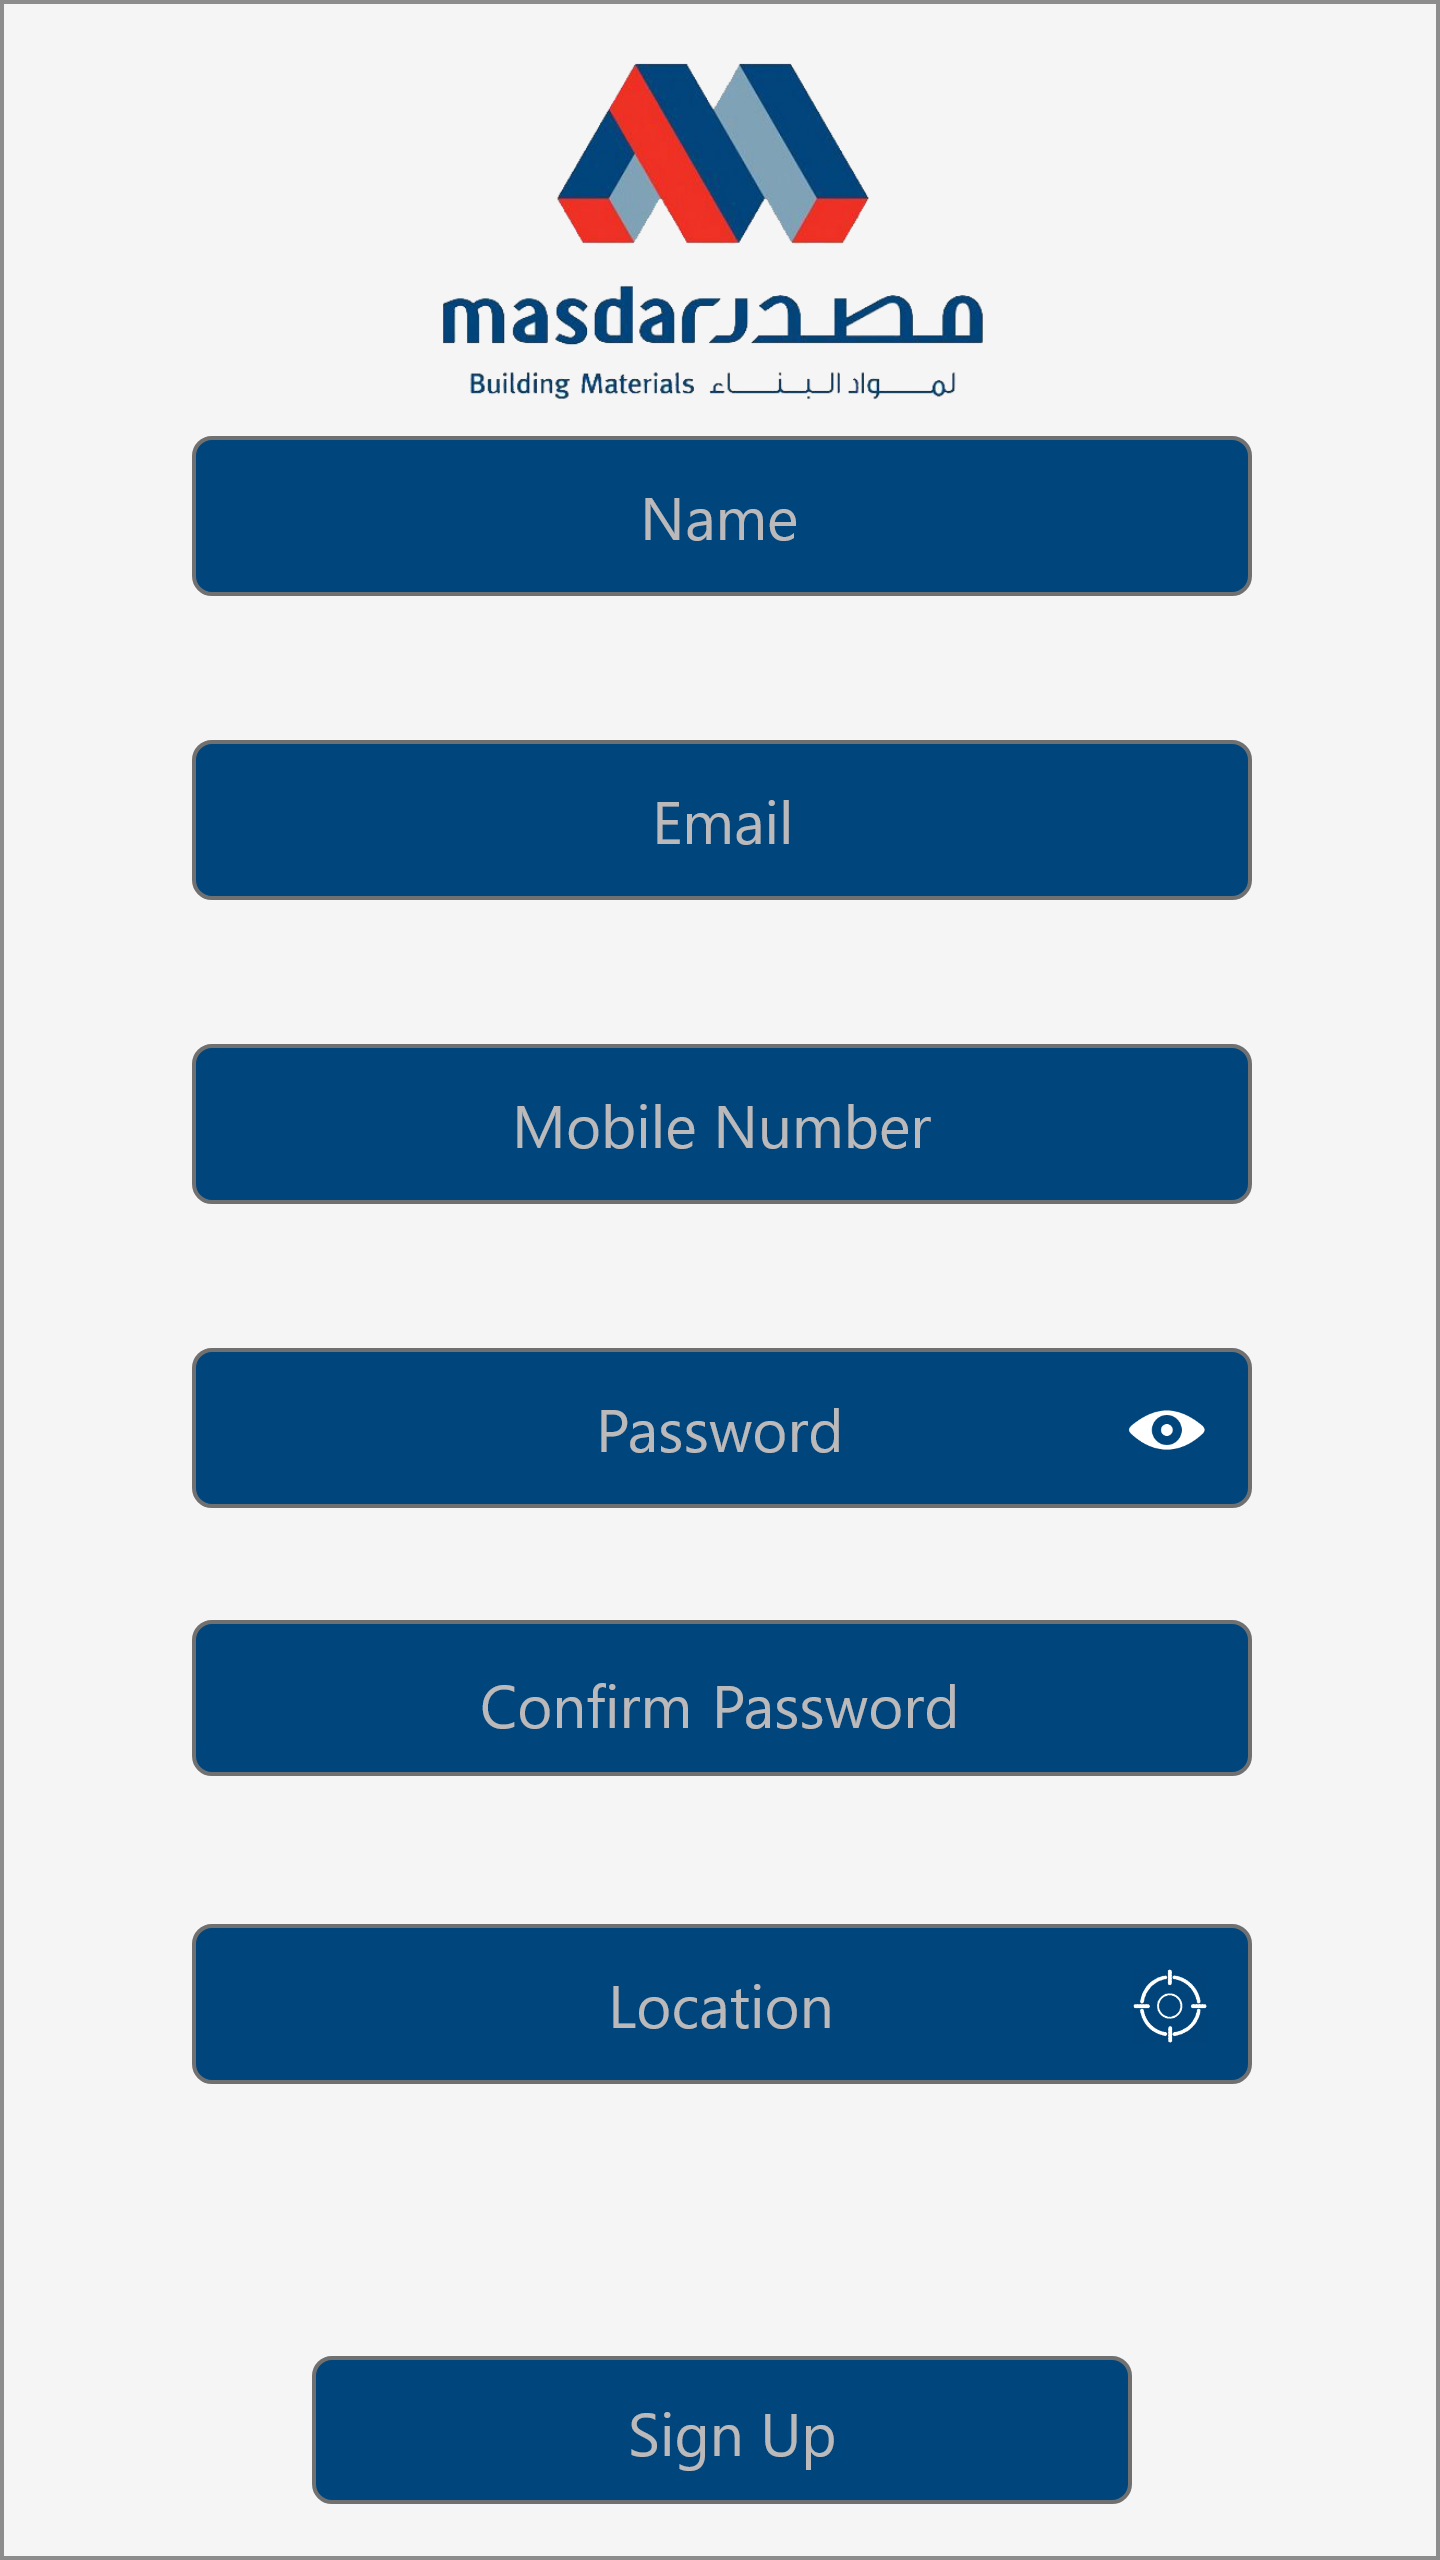 masdar مصدر
Building Materials لمواد البناء
Name
Email
Mobile Number
Password
Confirm Password
Location
Sign Up